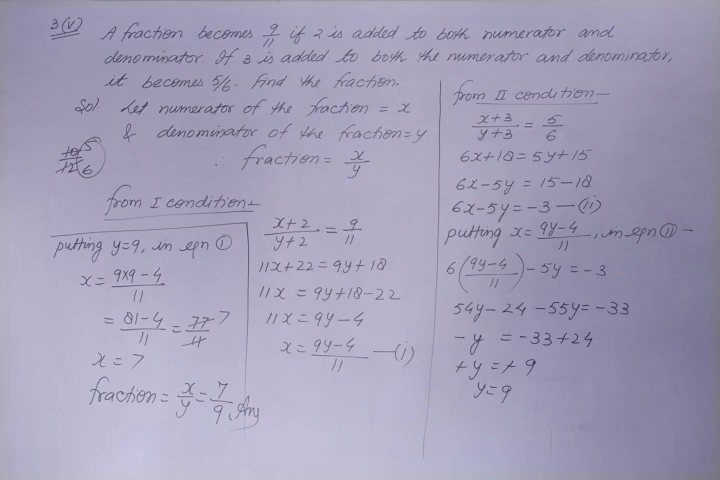 3(v) A fraction becomes 9/11 if 2 is added to both numerator and
denominator. If 3 is added to both the numerator and denominator,
it becomes 5/6. Find the fraction.
Sol. Let numerator of the fraction = x
& denominator of the fraction = y
10/12 5/6
∴ fraction = x/y
from I condition -
x+2/y+2 = 9/11
11x+22 = 9y+18
11x = 9y+18-22
11x = 9y-4
x = 9y-4/11 —(i)
from II condition -
x+3/y+3 = 5/6
6x+18 = 5y+15
6x-5y = 15-18
6x-5y = -3 —(ii)
putting x = 9y-4/11, in eqn (ii) -
6(9y-4/11) - 5y = -3
54y - 24 - 55y = -33
-y = -33+24
+y = +9
y = 9
putting y=9, in eqn (i)
x = 9x9-4/11
= 81-4/11 = 77/11 7
x = 7
fraction = x/y = 7/9, Ans